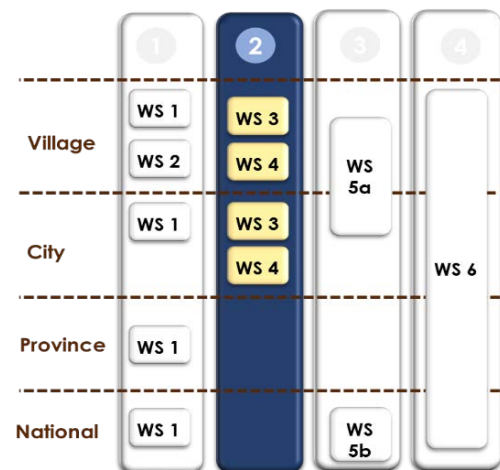 1 2 3 4
Village
WS 1
WS 2
WS 3
WS 4
WS
5a
City
WS 1
WS 3
WS 4
WS 6
Province
WS 1
National
WS 1
WS
5b